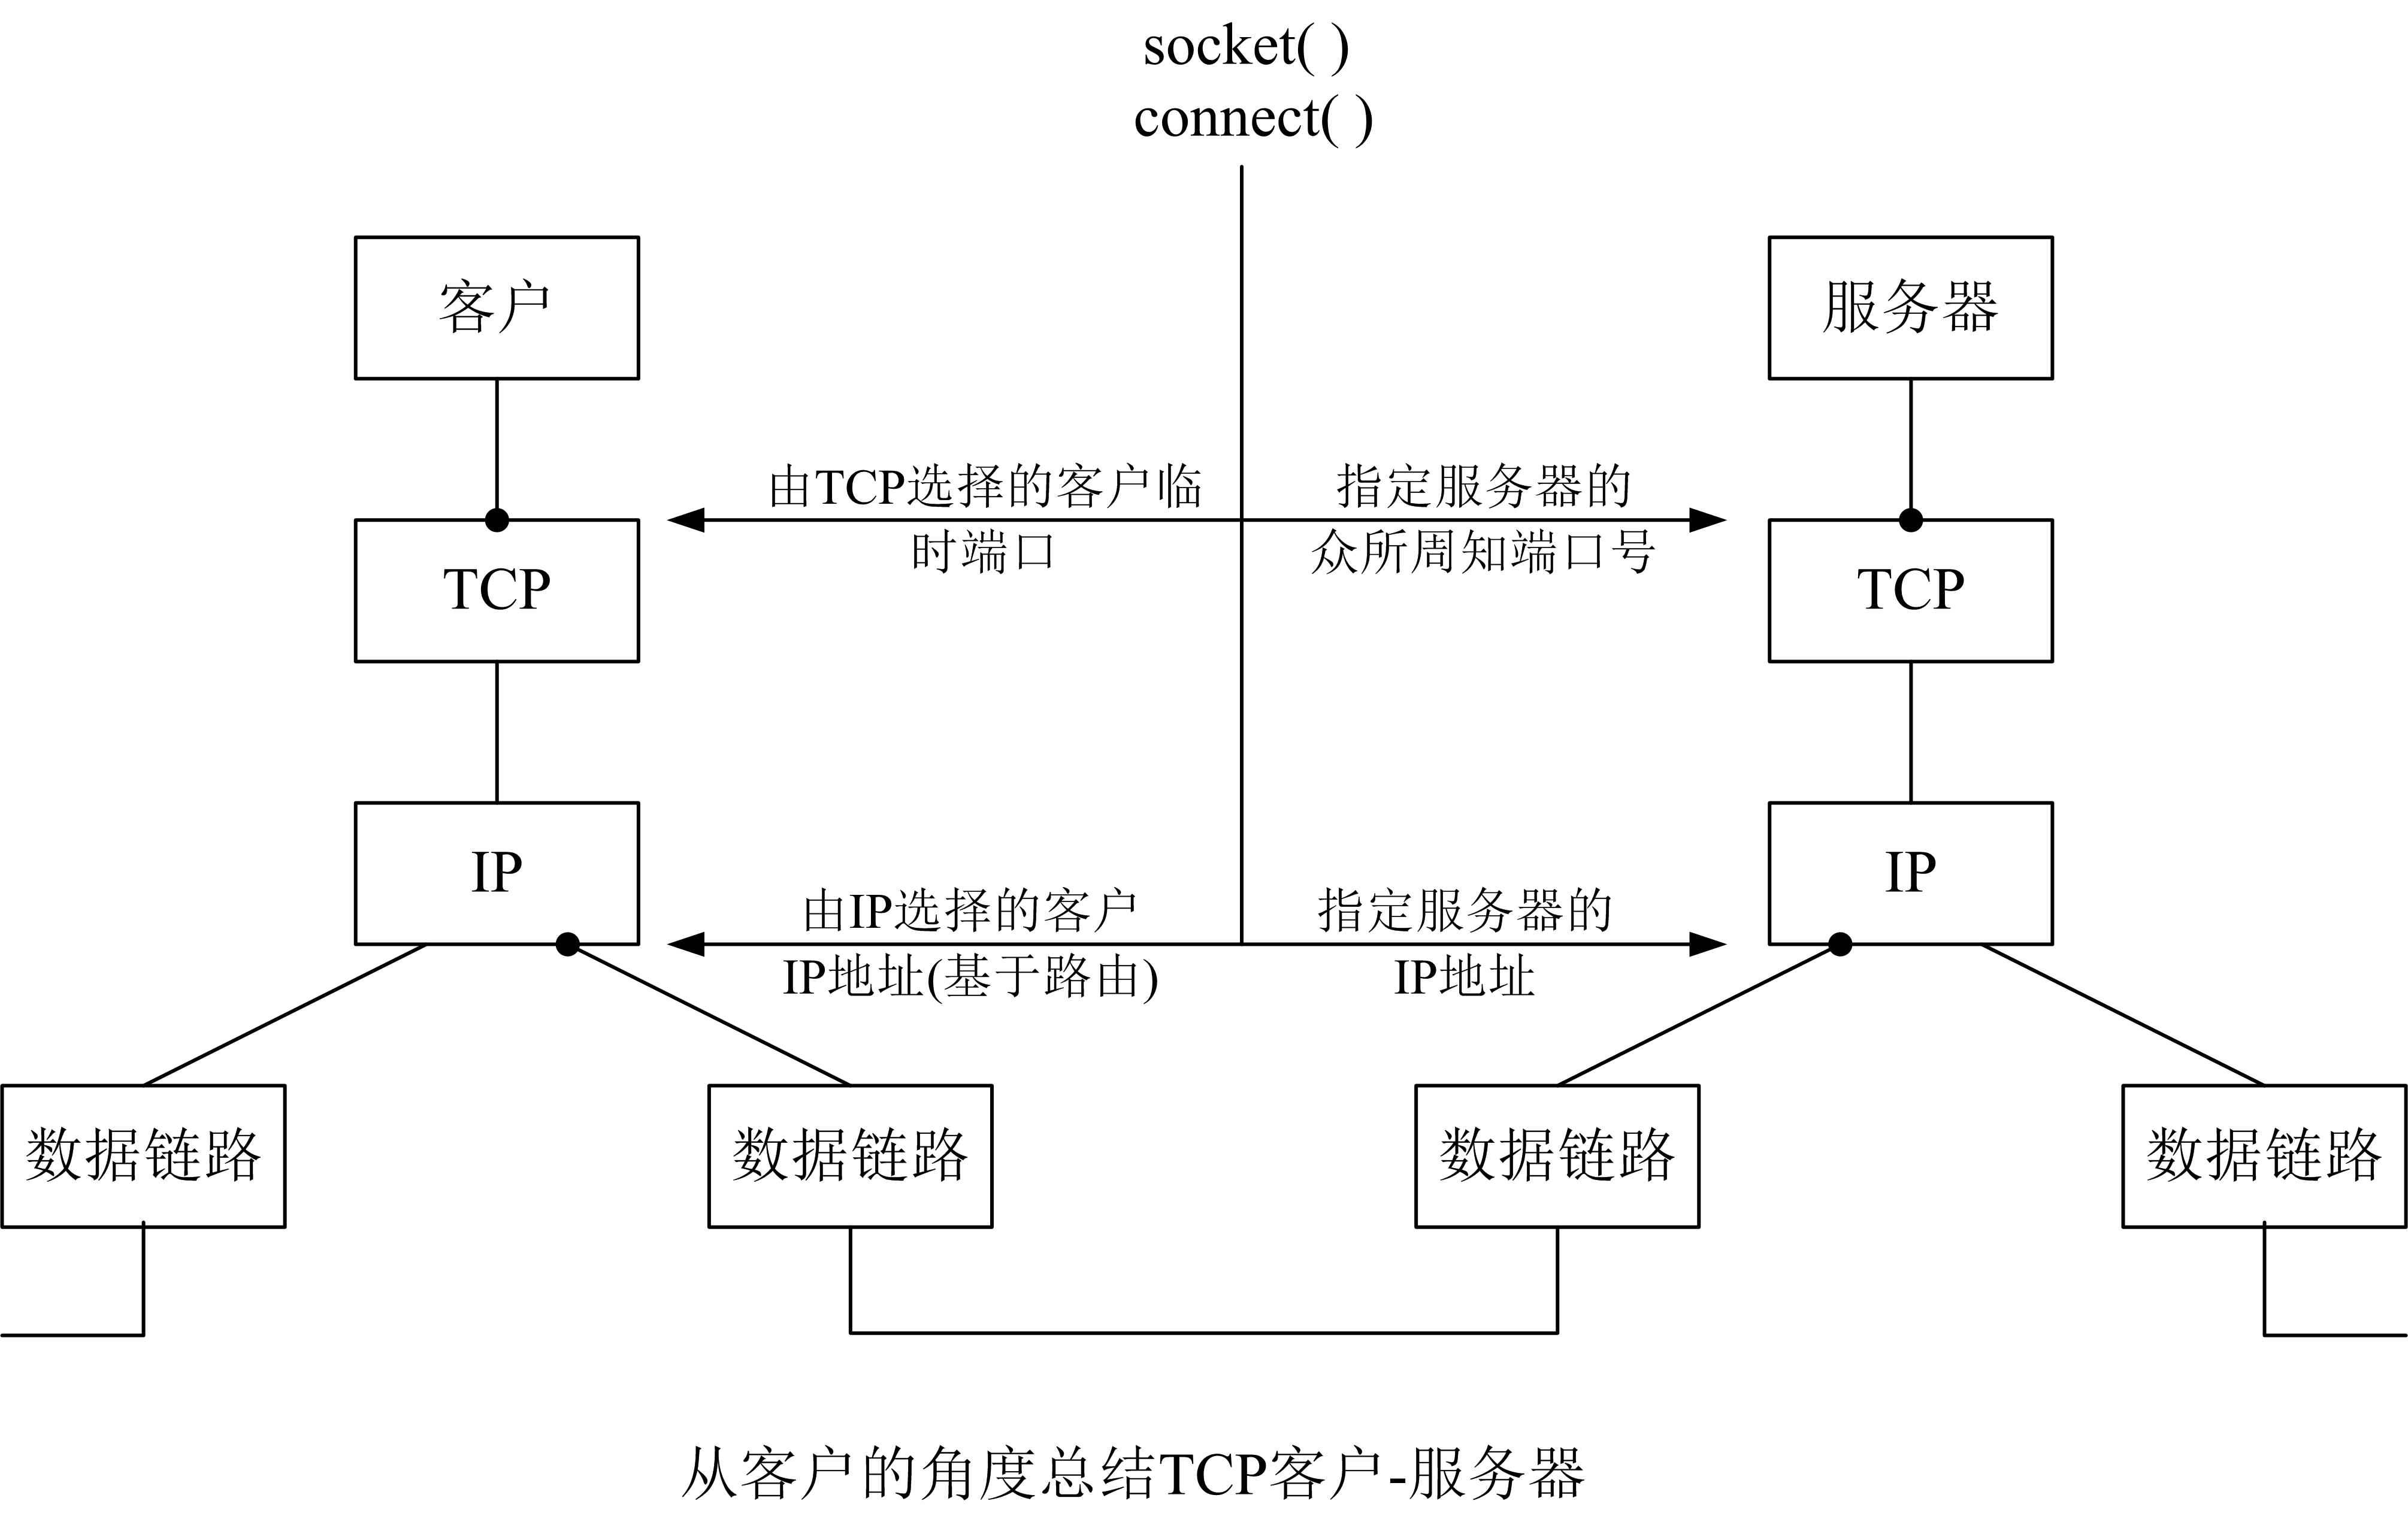 socket( )
connect( )
客户
服务器
由TCP选择的客户临
时端口
指定服务器的
众所周知端口号
TCP
TCP
IP
IP
由IP选择的客户
IP地址(基于路由)
指定服务器的
IP地址
数据链路
数据链路
数据链路
数据链路
从客户的角度总结TCP客户-服务器